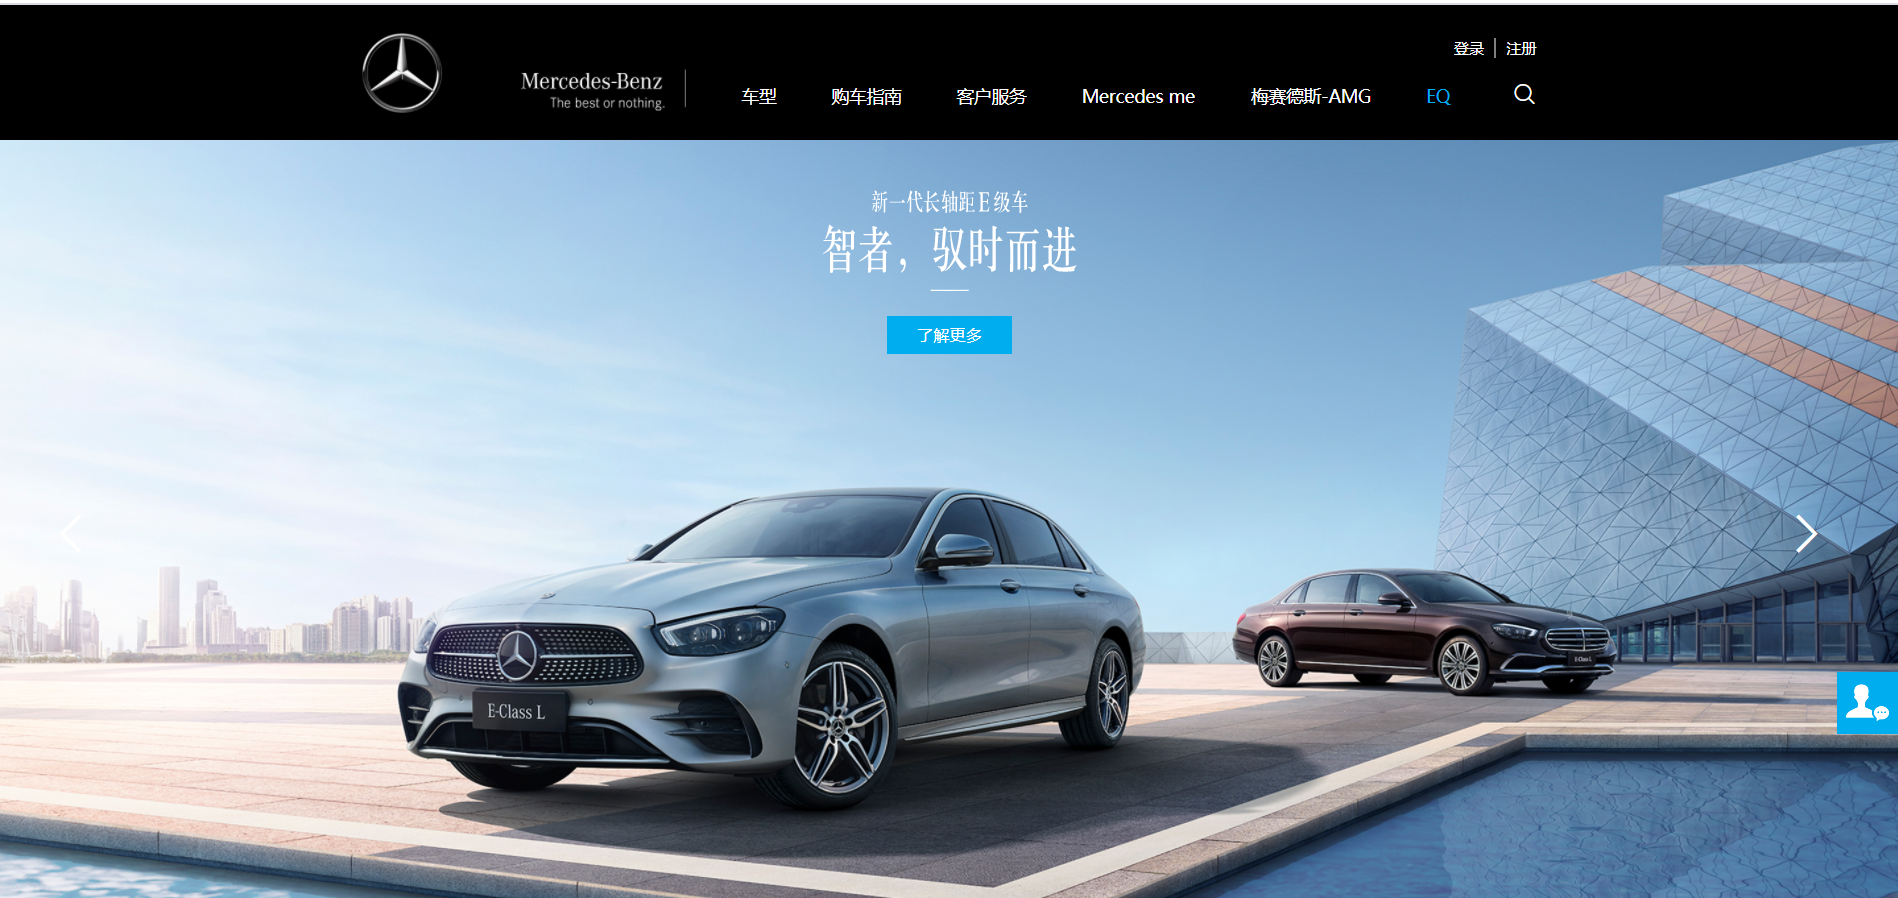 登录 注册
Mercedes-Benz
The best or nothing.
车型 购车指南 客户服务 Mercedes me 梅赛德斯-AMG EQ
新一代长轴距E级车
智者，驭时而进
了解更多
E-Class L
E-Class L